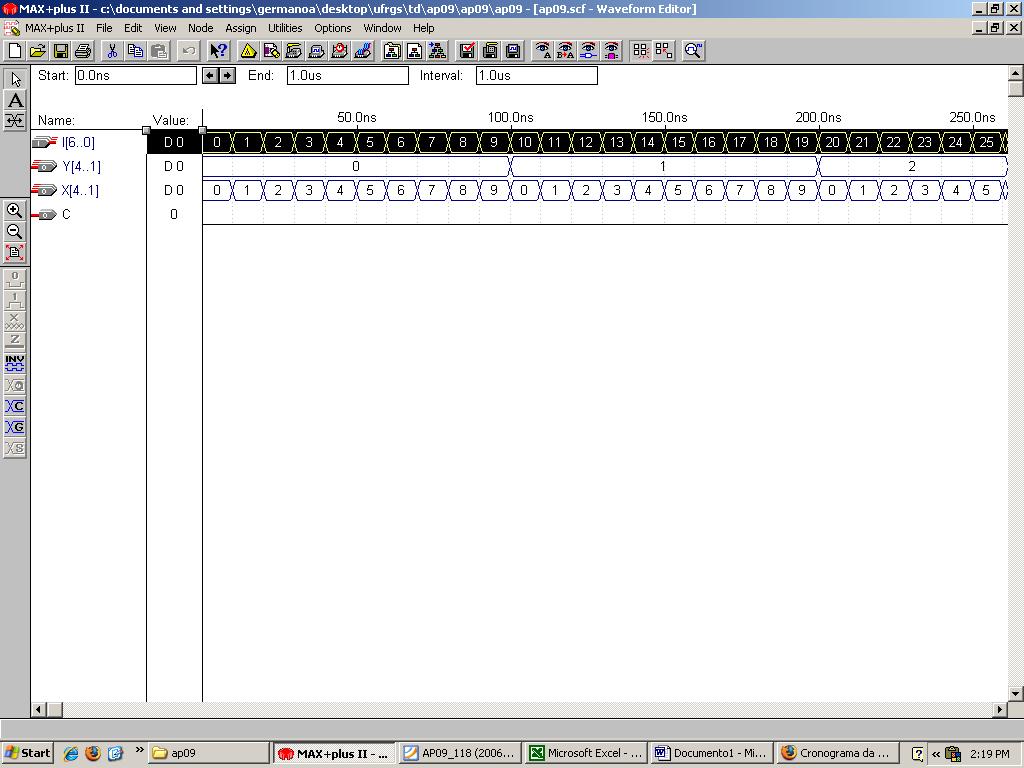 MAX+plus II - c:\documents and settings\germanoa\desktop\ufrgs\td\ap09\ap09\ap09 - [ap09.scf - Waveform Editor]
MAX+plus II File Edit View Node Assign Utilities Options Window Help
Start: 0.0ns End: 1.0us Interval: 1.0us
50.0ns 100.0ns 150.0ns 200.0ns 250.0ns
Name: Value:
I[6..0] D 0 0 1 2 3 4 5 6 7 8 9 10 11 12 13 14 15 16 17 18 19 20 21 22 23 24 25
Y[4..1] D 0 0 1 2
X[4..1] D 0 0 1 2 3 4 5 6 7 8 9 0 1 2 3 4 5 6 7 8 9 0 1 2 3 4 5
C 0
A
0
1
X
Z
INV
XC
XG
XS
Start » ap09 MAX+plus II - ... AP09_118 (2006... Microsoft Excel - ... Documento1 - Mi... Cronograma da ... « 2:19 PM